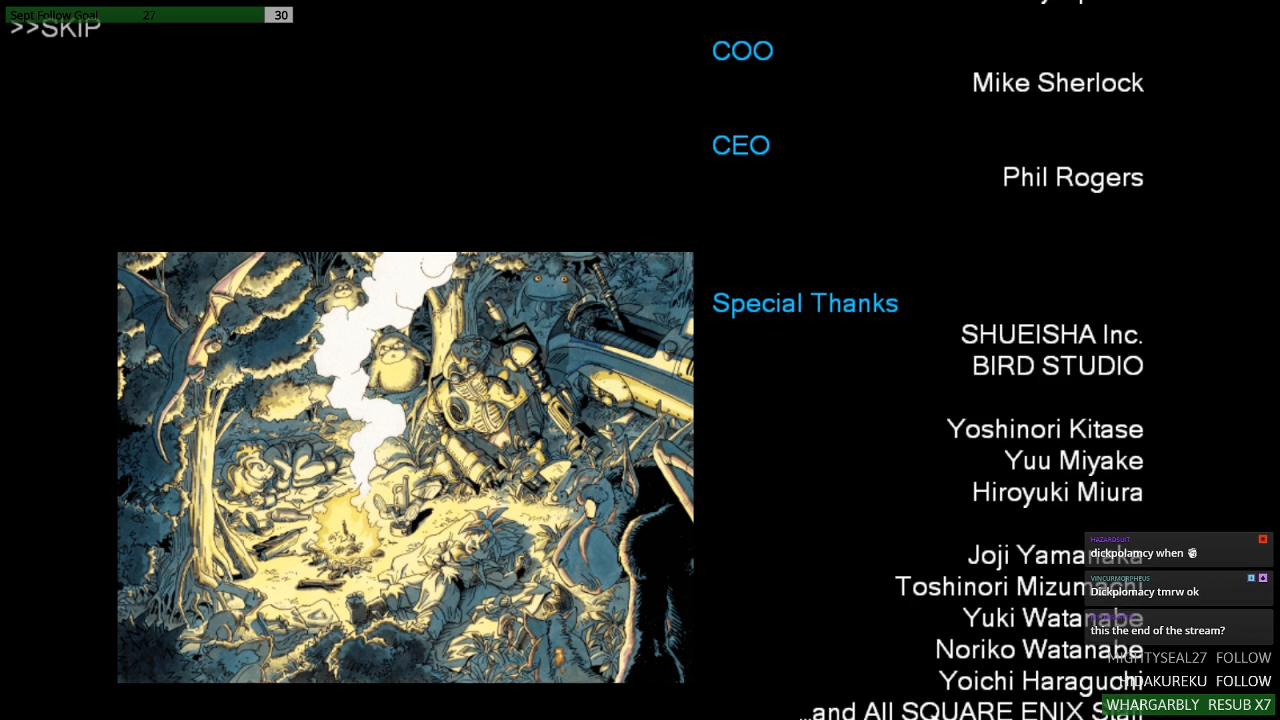 Sept Follow Goal 27 30
>>SKIP
COO
Mike Sherlock
CEO
Phil Rogers
Special Thanks
SHUEISHA Inc.
BIRD STUDIO
Yoshinori Kitase
Yuu Miyake
Hiroyuki Miura
Joji Yamanaka
Toshinori Mizumachi
Yuki Watanabe
Noriko Watanabe
Yoichi Haraguchi
...and All SQUARE ENIX Staff
HAZARDSUIT
dickpolamcy when
VINCURMORPHEUS
Dickplomacy tmrw ok
this the end of the stream?
MIGHTYSEAL27 FOLLOW
HIDAKUREKU FOLLOW
WHARGARBLY RESUB X7